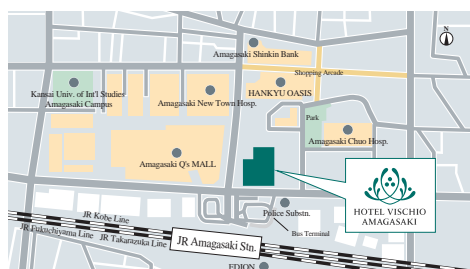 N
Amagasaki Shinkin Bank
Shopping Arcade
Kansai Univ. of Int'l Studies
Amagasaki Campus
HANKYU OASIS
Amagasaki New Town Hosp.
Park
Amagasaki Chuo Hosp.
Amagasaki Q's MALL
HOTEL VISCHIO
AMAGASAKI
Police Substn.
JR Kobe Line
Bus Terminal
JR Fukuchiyama Line
JR Takarazuka Line
JR Amagasaki Stn.
EDION